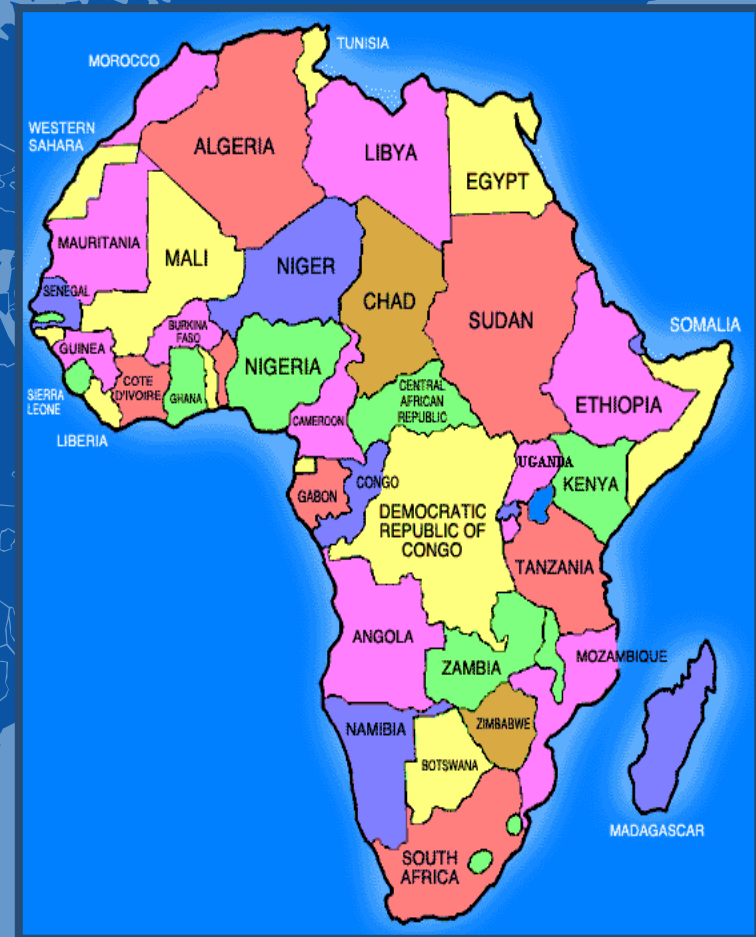 TUNISIA
MOROCCO
WESTERN
SAHARA
ALGERIA
LIBYA
EGYPT
MAURITANIA
MALI
NIGER
CHAD
SUDAN
SENEGAL
BURKINA
FASO
GUINEA
NIGERIA
SOMALIA
SIERRA
LEONE
COTE
D'IVOIRE
GHANA
CENTRAL
AFRICAN
REPUBLIC
ETHIOPIA
LIBERIA
CAMEROON
UGANDA
KENYA
GABON
CONGO
DEMOCRATIC
REPUBLIC OF
CONGO
TANZANIA
ANGOLA
ZAMBIA
MOZAMBIQUE
NAMIBIA
ZIMBABWE
BOTSWANA
MADAGASCAR
SOUTH
AFRICA